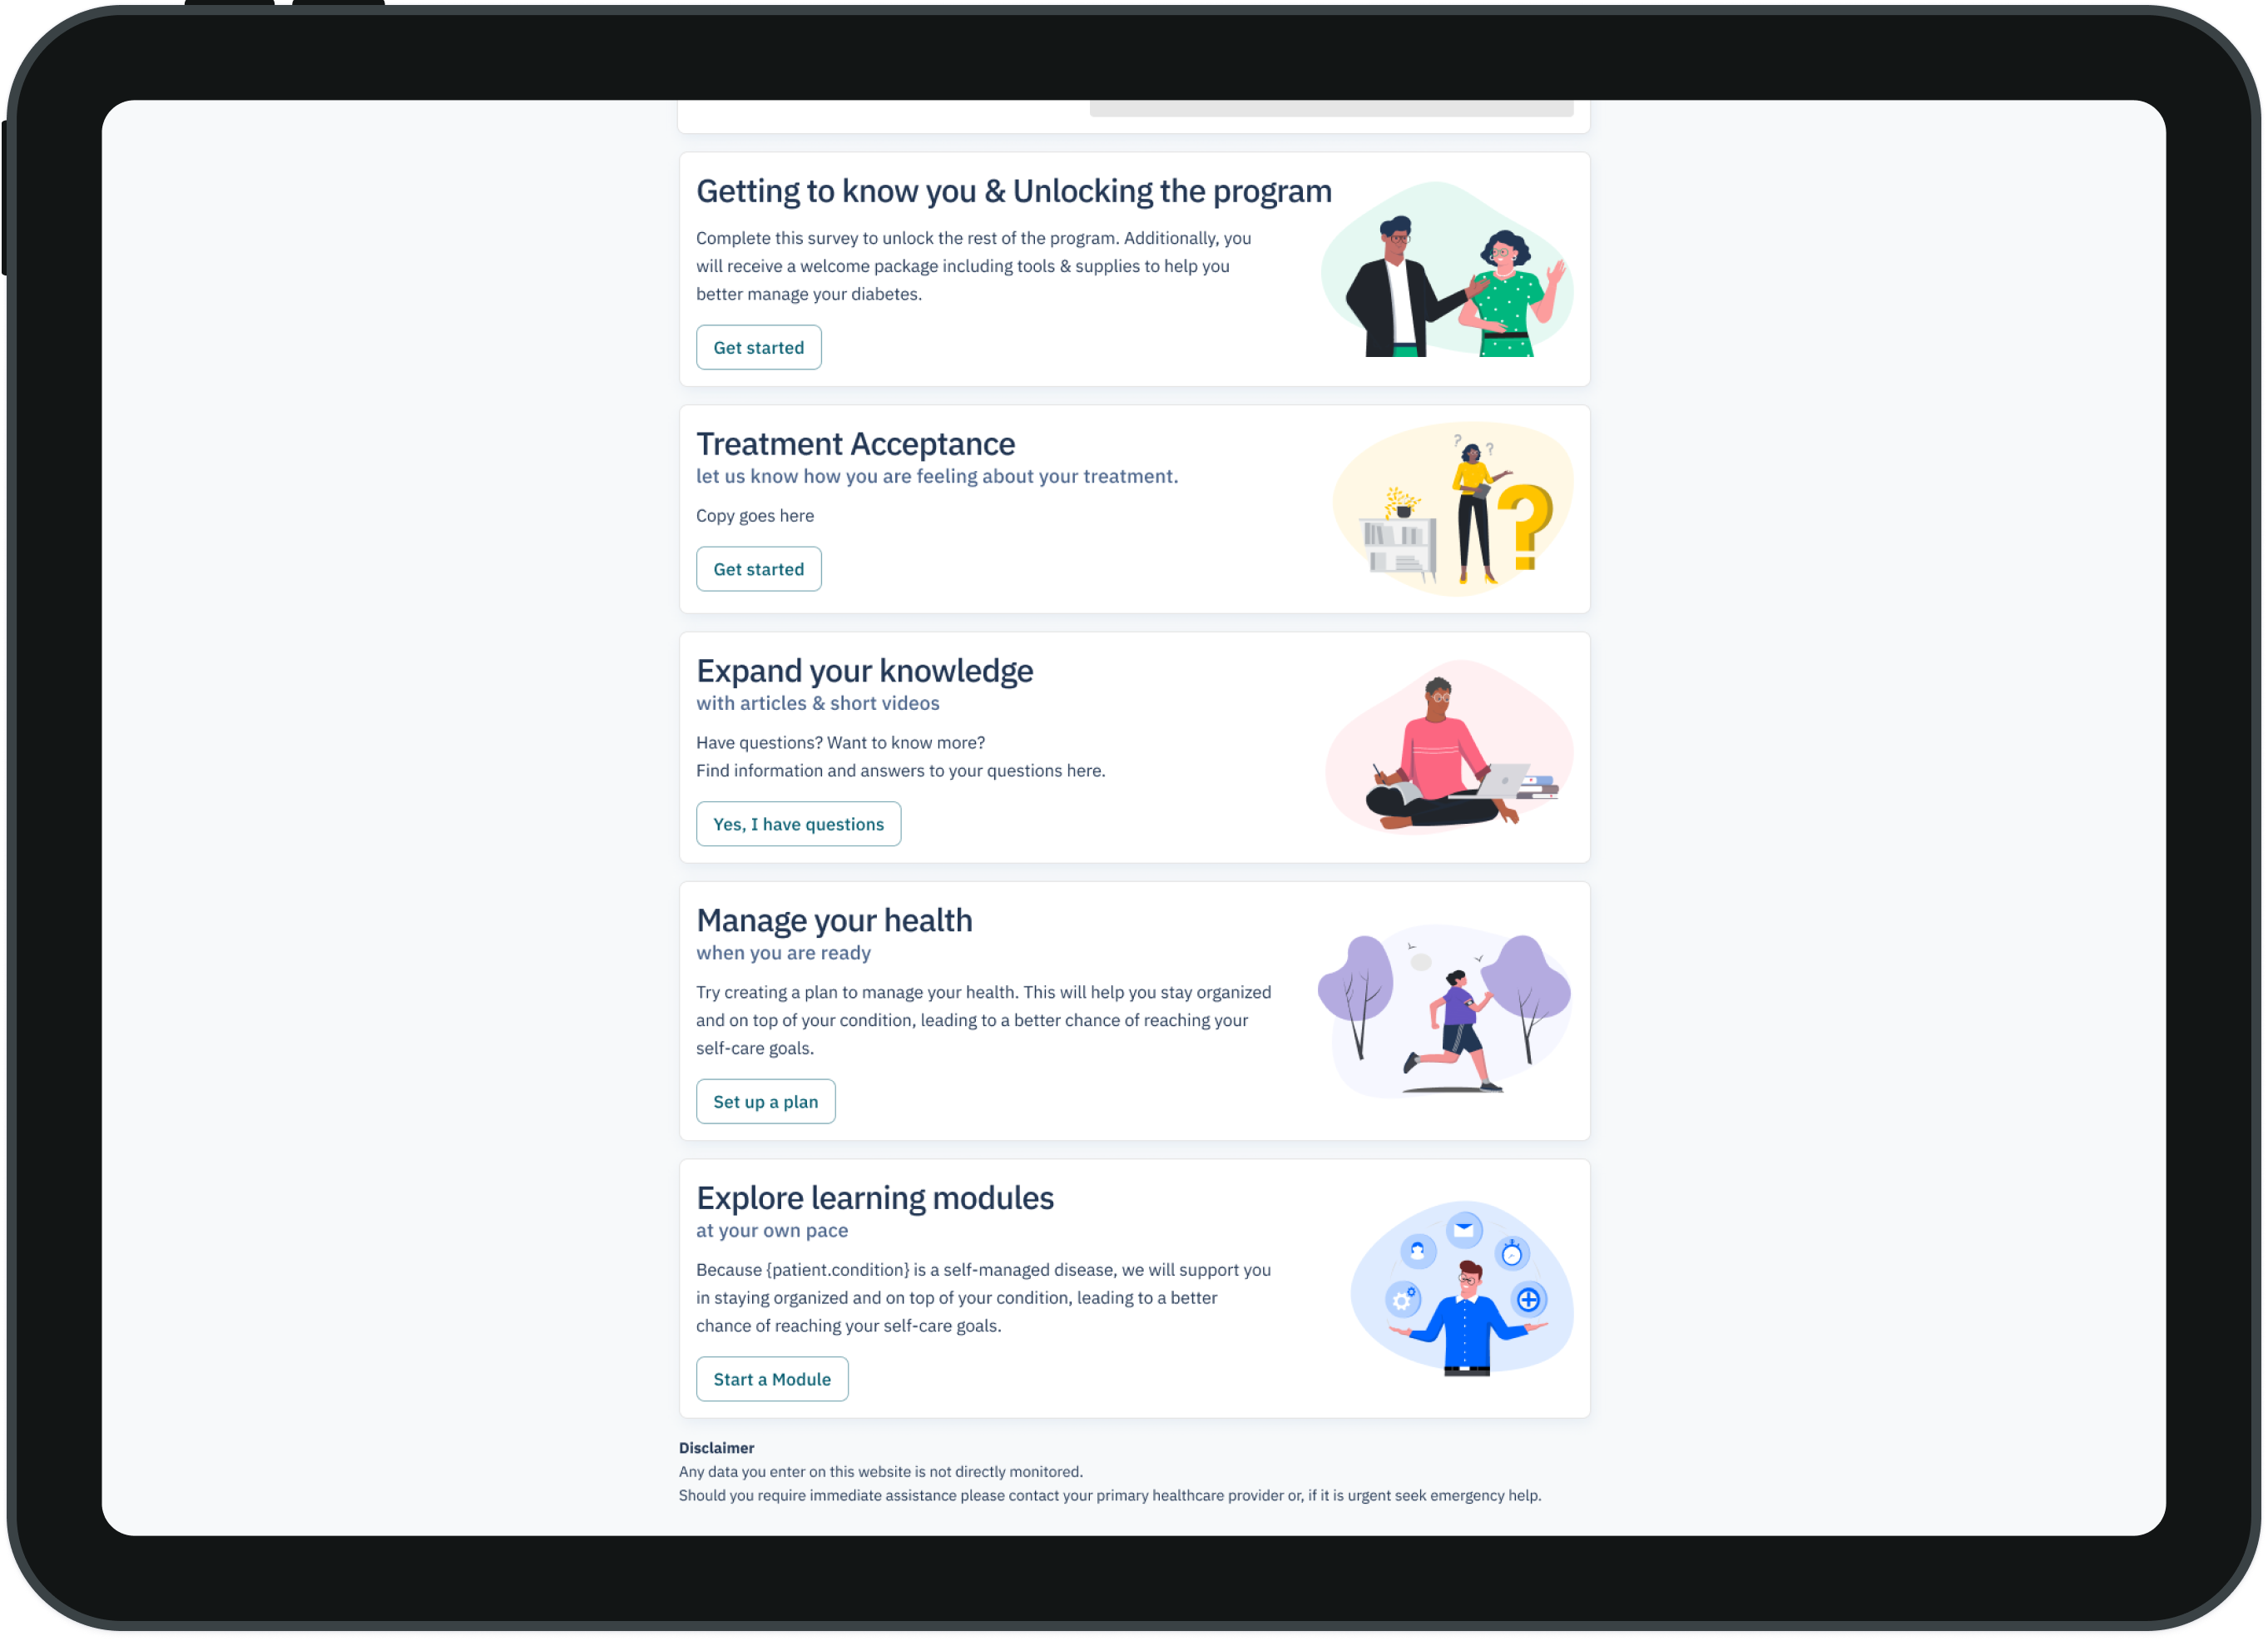 Getting to know you & Unlocking the program
Complete this survey to unlock the rest of the program. Additionally, you
will receive a welcome package including tools & supplies to help you
better manage your diabetes.
Get started
Treatment Acceptance
let us know how you are feeling about your treatment.
Copy goes here
Get started
? ?
?
Expand your knowledge
with articles & short videos
Have questions? Want to know more?
Find information and answers to your questions here.
Yes, I have questions
Manage your health
when you are ready
Try creating a plan to manage your health. This will help you stay organized
and on top of your condition, leading to a better chance of reaching your
self-care goals.
Set up a plan
Explore learning modules
at your own pace
Because {patient.condition} is a self-managed disease, we will support you
in staying organized and on top of your condition, leading to a better
chance of reaching your self-care goals.
Start a Module
Disclaimer
Any data you enter on this website is not directly monitored.
Should you require immediate assistance please contact your primary healthcare provider or, if it is urgent seek emergency help.